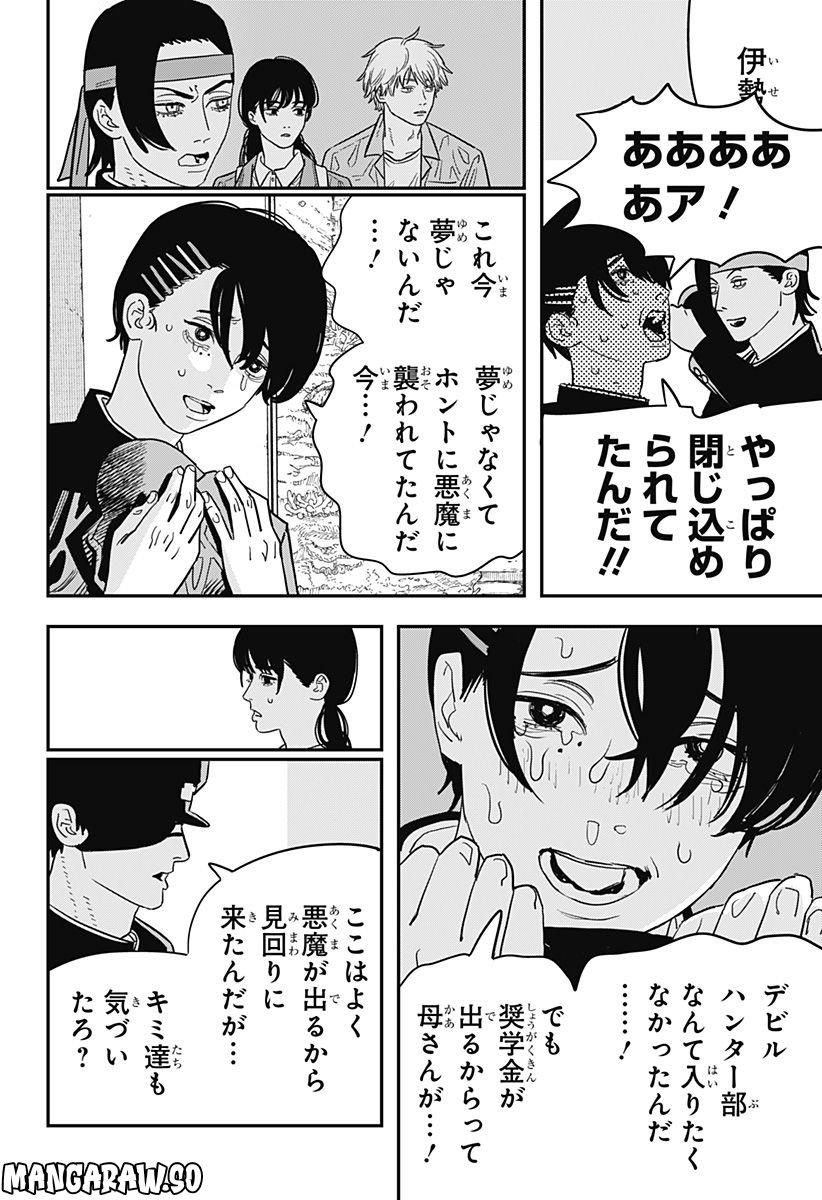 伊勢
ああああ
あア！
やっぱり
閉じ込め
られて
たんだ!!
これ今
夢じゃ
ないんだ
…！
夢じゃなくて
ホントに悪魔に
襲われてたんだ
今…！
デビル
ハンター部
なんて入りたく
なかったんだ
……！
でも
奨学金が
出るからって
母さんが…！
ここはよく
悪魔が出るから
見回りに
来たんだが…
キミ達も
気づいい
たろ？
MANGARAW.SO